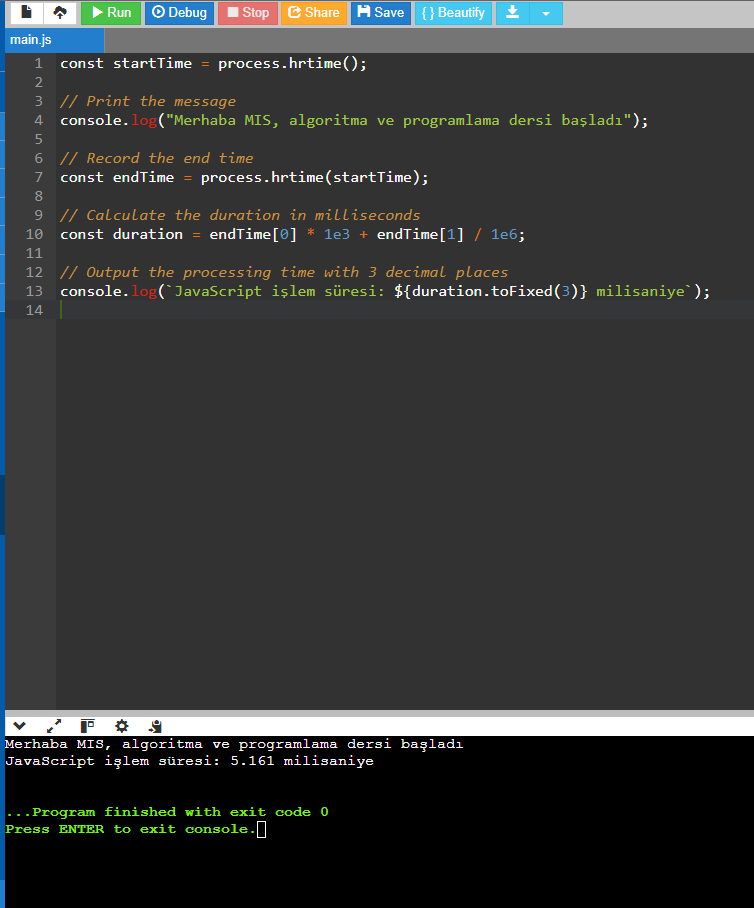 Run Debug Stop Share Save { } Beautify
main.js
1 const startTime = process.hrtime();
2
3 // Print the message
4 console.log("Merhaba MIS, algoritma ve programlama dersi başladı");
5
6 // Record the end time
7 const endTime = process.hrtime(startTime);
8
9 // Calculate the duration in milliseconds
10 const duration = endTime[0] * 1e3 + endTime[1] / 1e6;
11
12 // Output the processing time with 3 decimal places
13 console.log(`JavaScript işlem süresi: ${duration.toFixed(3)} milisaniye`);
14
Merhaba MIS, algoritma ve programlama dersi başladı
JavaScript işlem süresi: 5.161 milisaniye
...Program finished with exit code 0
Press ENTER to exit console.